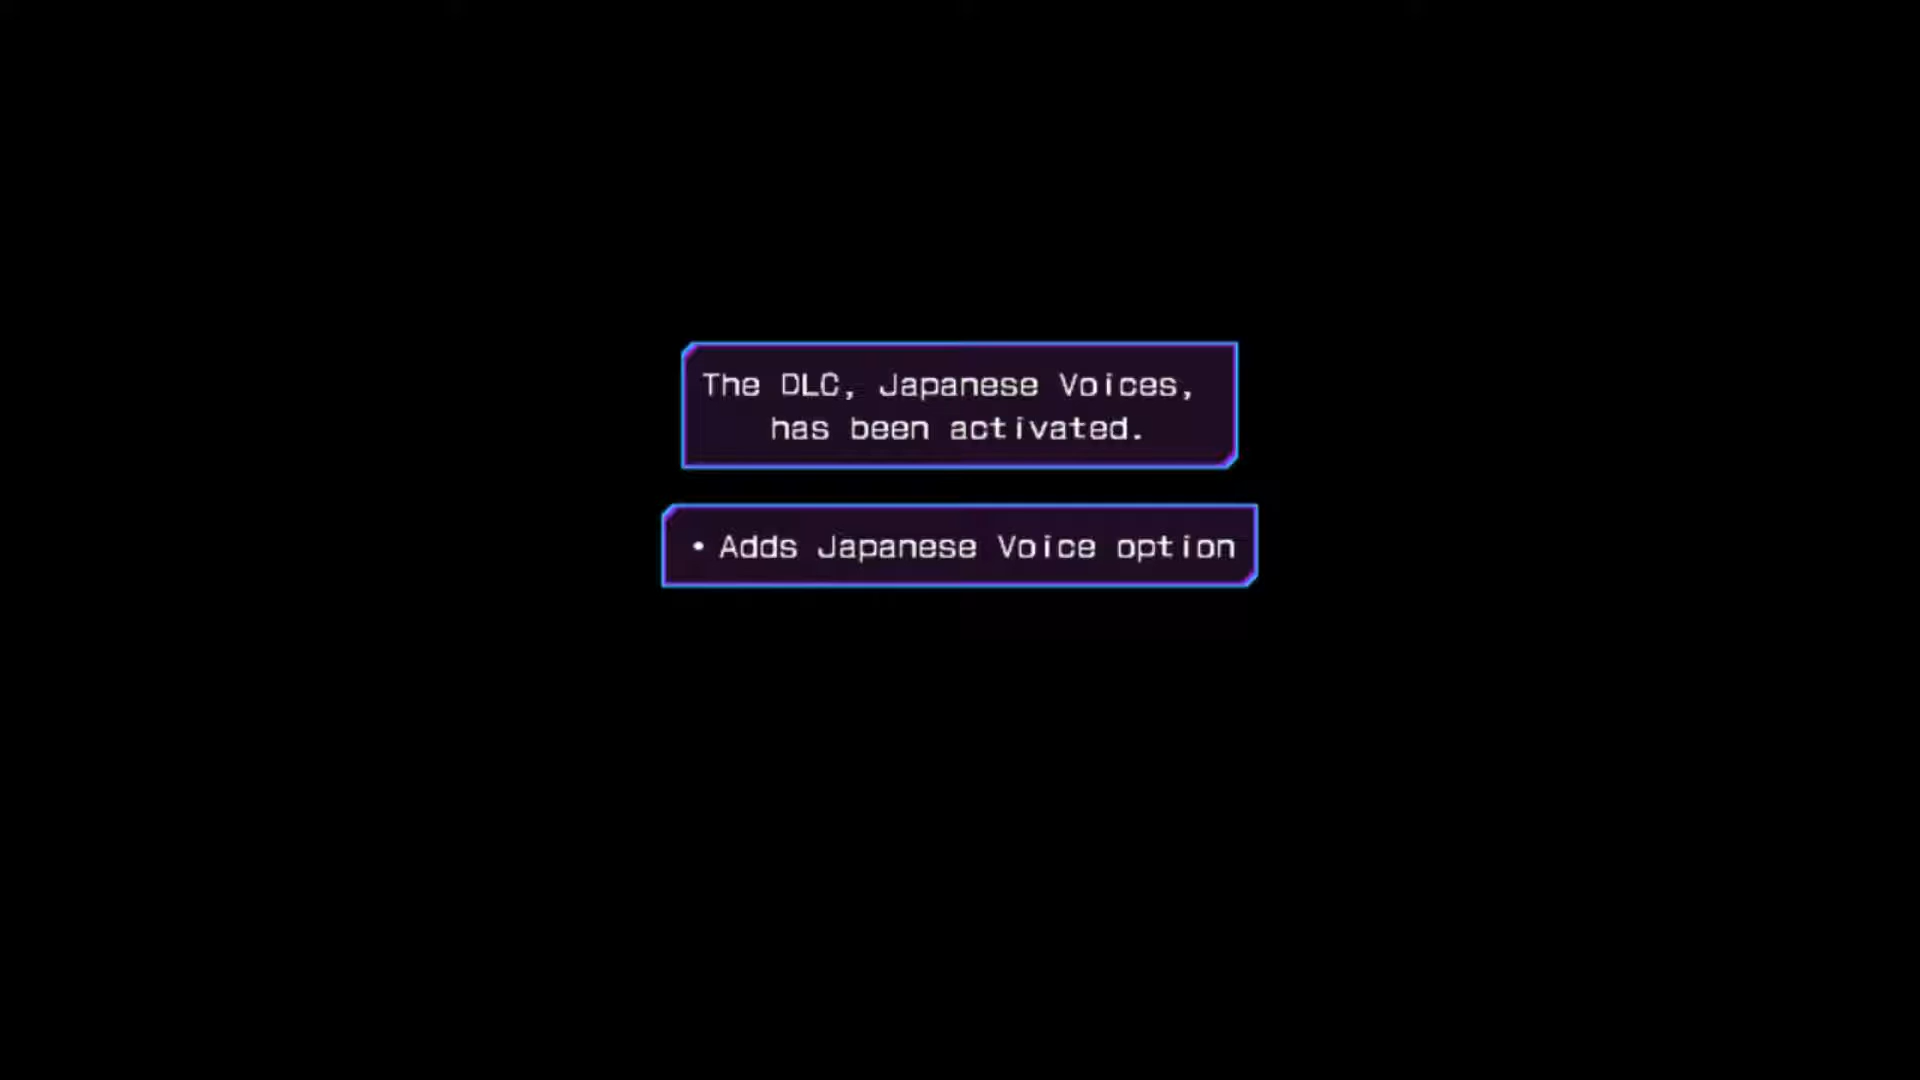 The DLC, Japanese Voices,
has been activated.
• Adds Japanese Voice option